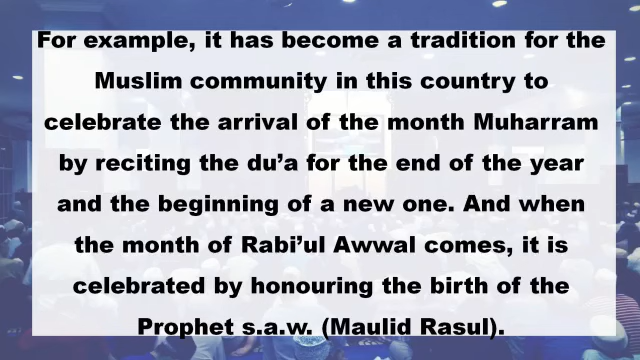 For example, it has become a tradition for the
Muslim community in this country to
celebrate the arrival of the month Muharram
by reciting the du’a for the end of the year
and the beginning of a new one. And when
the month of Rabi’ul Awwal comes, it is
celebrated by honouring the birth of the
Prophet s.a.w. (Maulid Rasul).